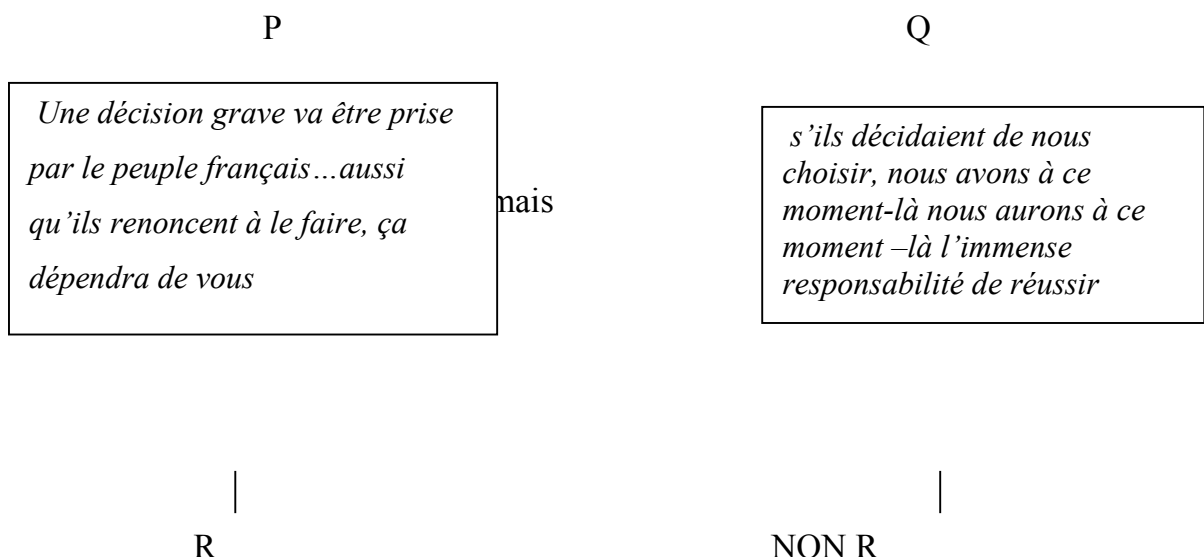 P
Q
Une décision grave va être prise
par le peuple français…aussi
qu’ils renoncent à le faire, ça
dépendra de vous
mais
s’ils décidaient de nous
choisir, nous avons à ce
moment-là nous aurons à ce
moment –là l’immense
responsabilité de réussir
R
NON R